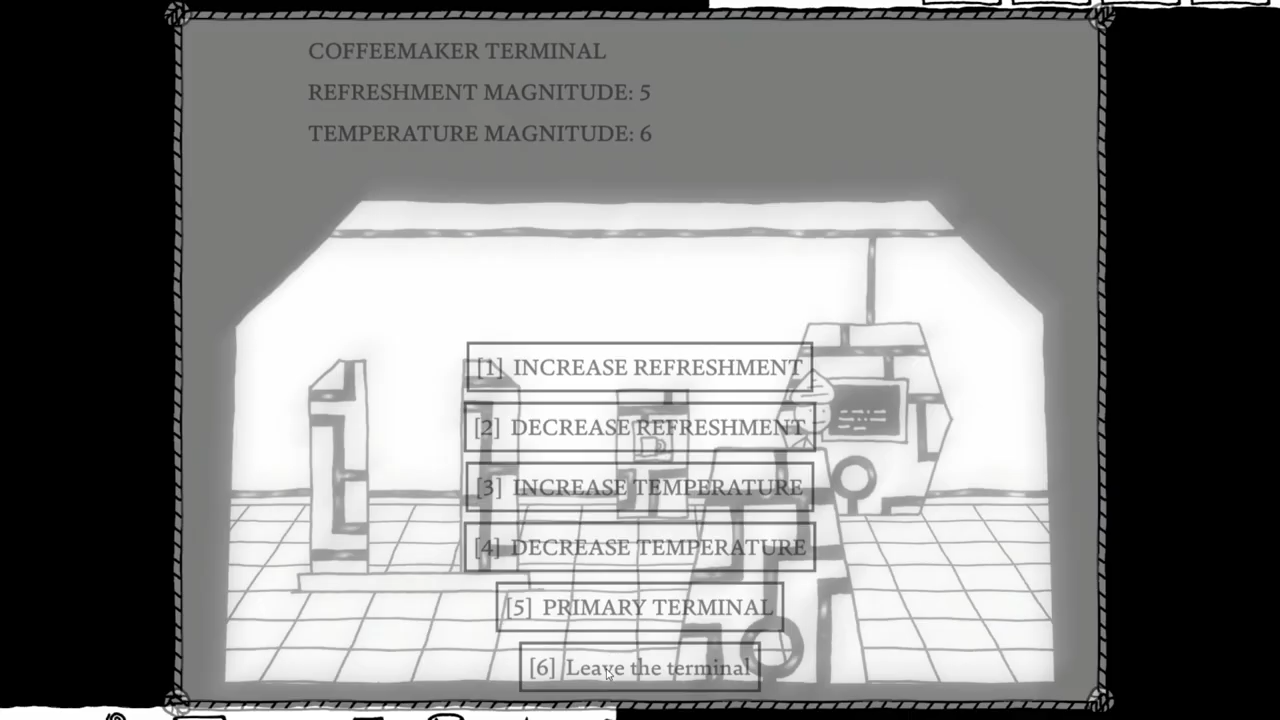 COFFEEMAKER TERMINAL
REFRESHMENT MAGNITUDE: 5
TEMPERATURE MAGNITUDE: 6
[1] INCREASE REFRESHMENT
[2] DECREASE REFRESHMENT
[3] INCREASE TEMPERATURE
[4] DECREASE TEMPERATURE
[5] PRIMARY TERMINAL
[6] Leave the terminal